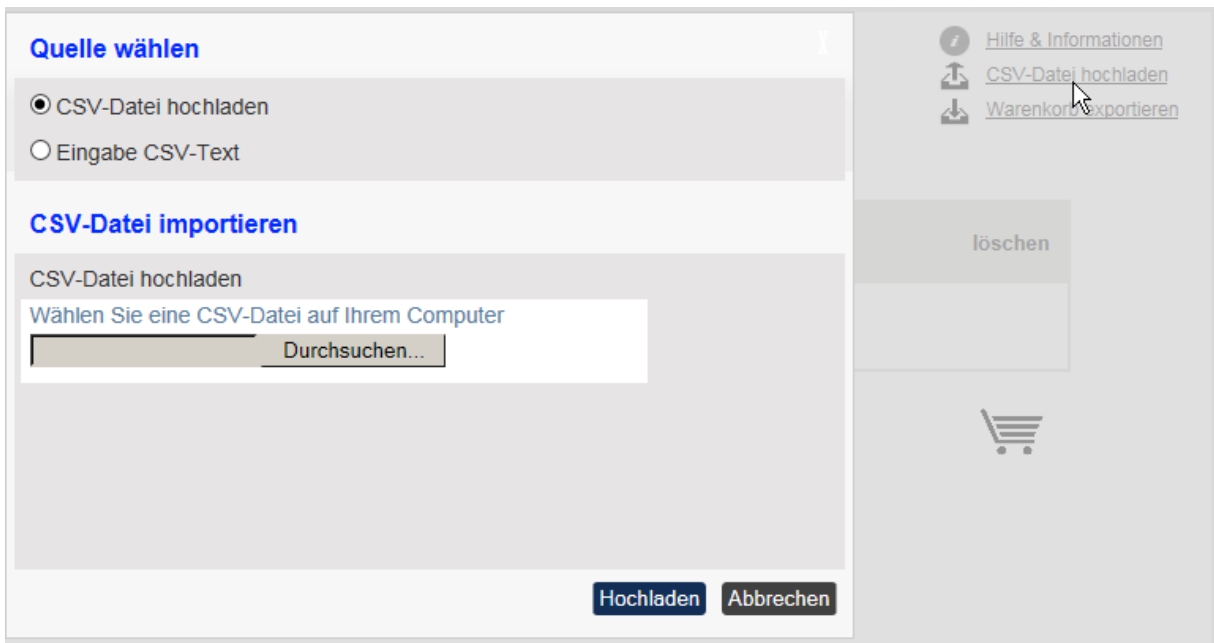 Quelle wählen
CSV-Datei hochladen
Eingabe CSV-Text
CSV-Datei importieren
CSV-Datei hochladen
Wählen Sie eine CSV-Datei auf Ihrem Computer
Durchsuchen...
Hochladen Abbrechen
Hilfe & Informationen
CSV-Datei hochladen
Warenkorb exportieren
löschen